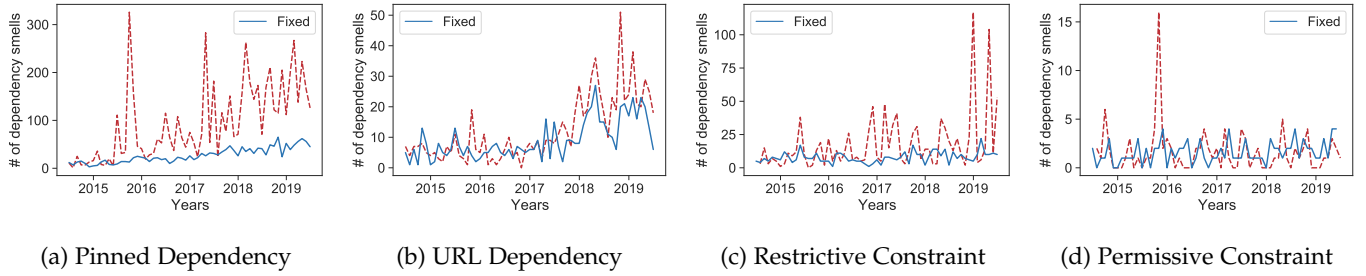 # of dependency smells
300
200
100
0
Fixed
2015 2016 2017 2018 2019
Years
(a) Pinned Dependency
# of dependency smells
50
40
30
20
10
0
Fixed
2015 2016 2017 2018 2019
Years
(b) URL Dependency
# of dependency smells
100
75
50
25
0
Fixed
2015 2016 2017 2018 2019
Years
(c) Restrictive Constraint
# of dependency smells
15
10
5
0
Fixed
2015 2016 2017 2018 2019
Years
(d) Permissive Constraint